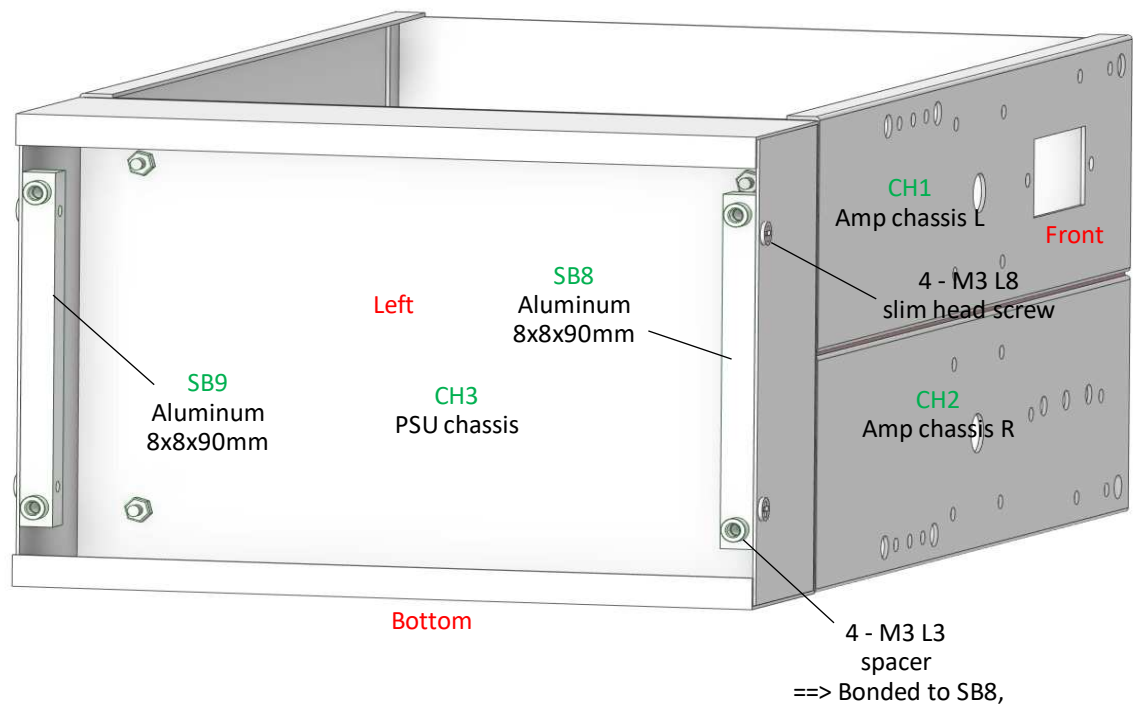 CH1
Amp chassis L
Front
4 - M3 L8
slim head screw
SB8
Aluminum
8x8x90mm
Left
SB9
Aluminum
8x8x90mm
CH3
PSU chassis
CH2
Amp chassis R
Bottom
4 - M3 L3
spacer
==> Bonded to SB8,